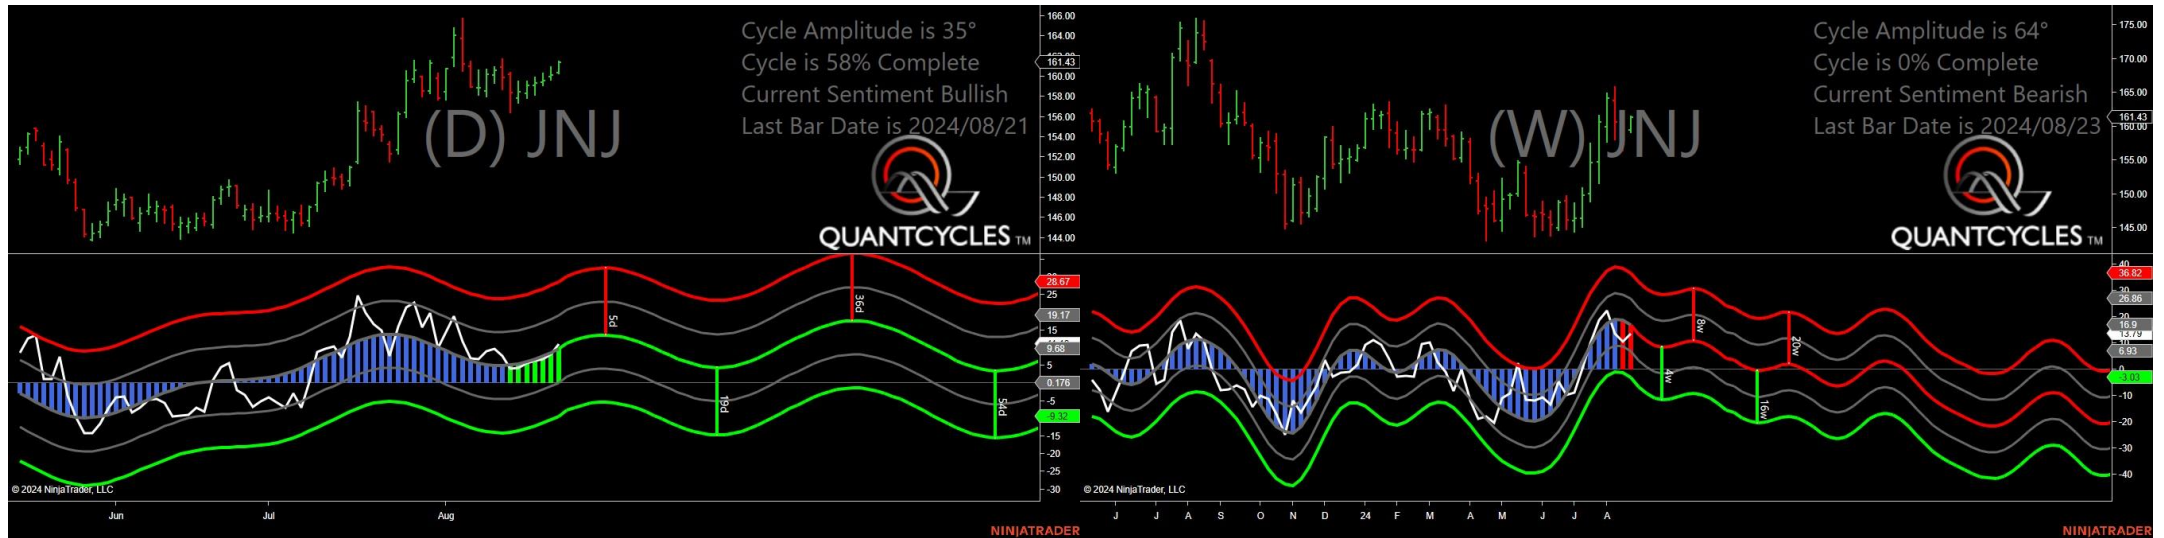 Cycle Amplitude is 35°
Cycle is 58% Complete
Current Sentiment Bullish
Last Bar Date is 2024/08/21
(D) JNJ
QUANTCYCLES TM
166.00
164.00
161.43
160.00
158.00
156.00
154.00
152.00
150.00
148.00
146.00
144.00
28.67
25
19.17
15
9.68
5
0.176
-5
-9.32
-15
-20
-25
-30
5d
19d
36d
54d
© 2024 NinjaTrader, LLC
Jun Jul Aug
NINJATRADER
Cycle Amplitude is 64°
Cycle is 0% Complete
Current Sentiment Bearish
Last Bar Date is 2024/08/23
(W) JNJ
QUANTCYCLES TM
175.00
170.00
165.00
161.43
160.00
155.00
150.00
145.00
40
36.82
30
26.86
20
16.9
13.79
10
6.93
0
-3.03
-10
-20
-30
-40
4w
8w
16w
20w
© 2024 NinjaTrader, LLC
J J A S O N D 24 F M A M J J A
NINJATRADER